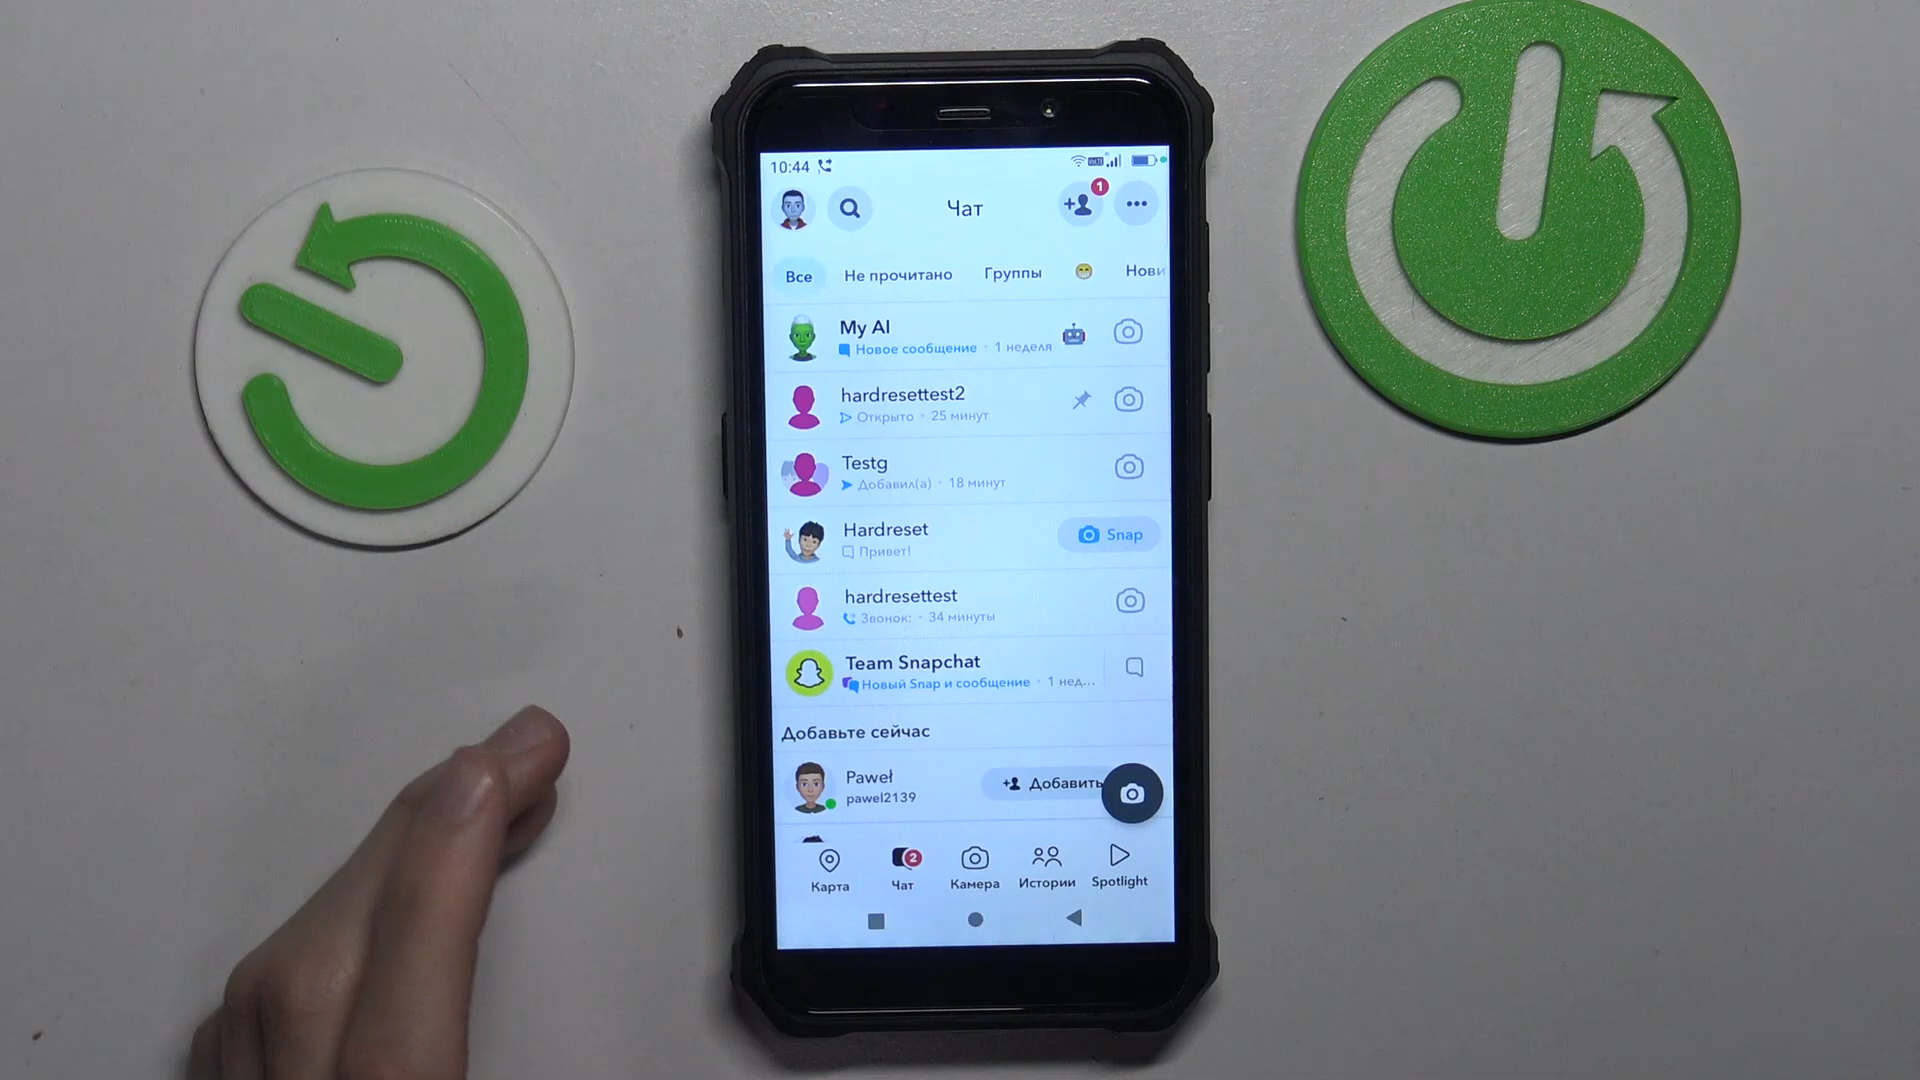 10:44
1
Чат
Все Не прочитано Группы Нови
My AI
Новое сообщение · 1 неделя
hardresettest2
Открыто · 25 минут
Testg
Добавил(а) · 18 минут
Hardreset
Привет!
Snap
hardresettest
Звонок: · 34 минуты
Team Snapchat
Новый Snap и сообщение · 1 нед...
Добавьте сейчас
Paweł
pawel2139
Добавить
2
Карта Чат Камера Истории Spotlight